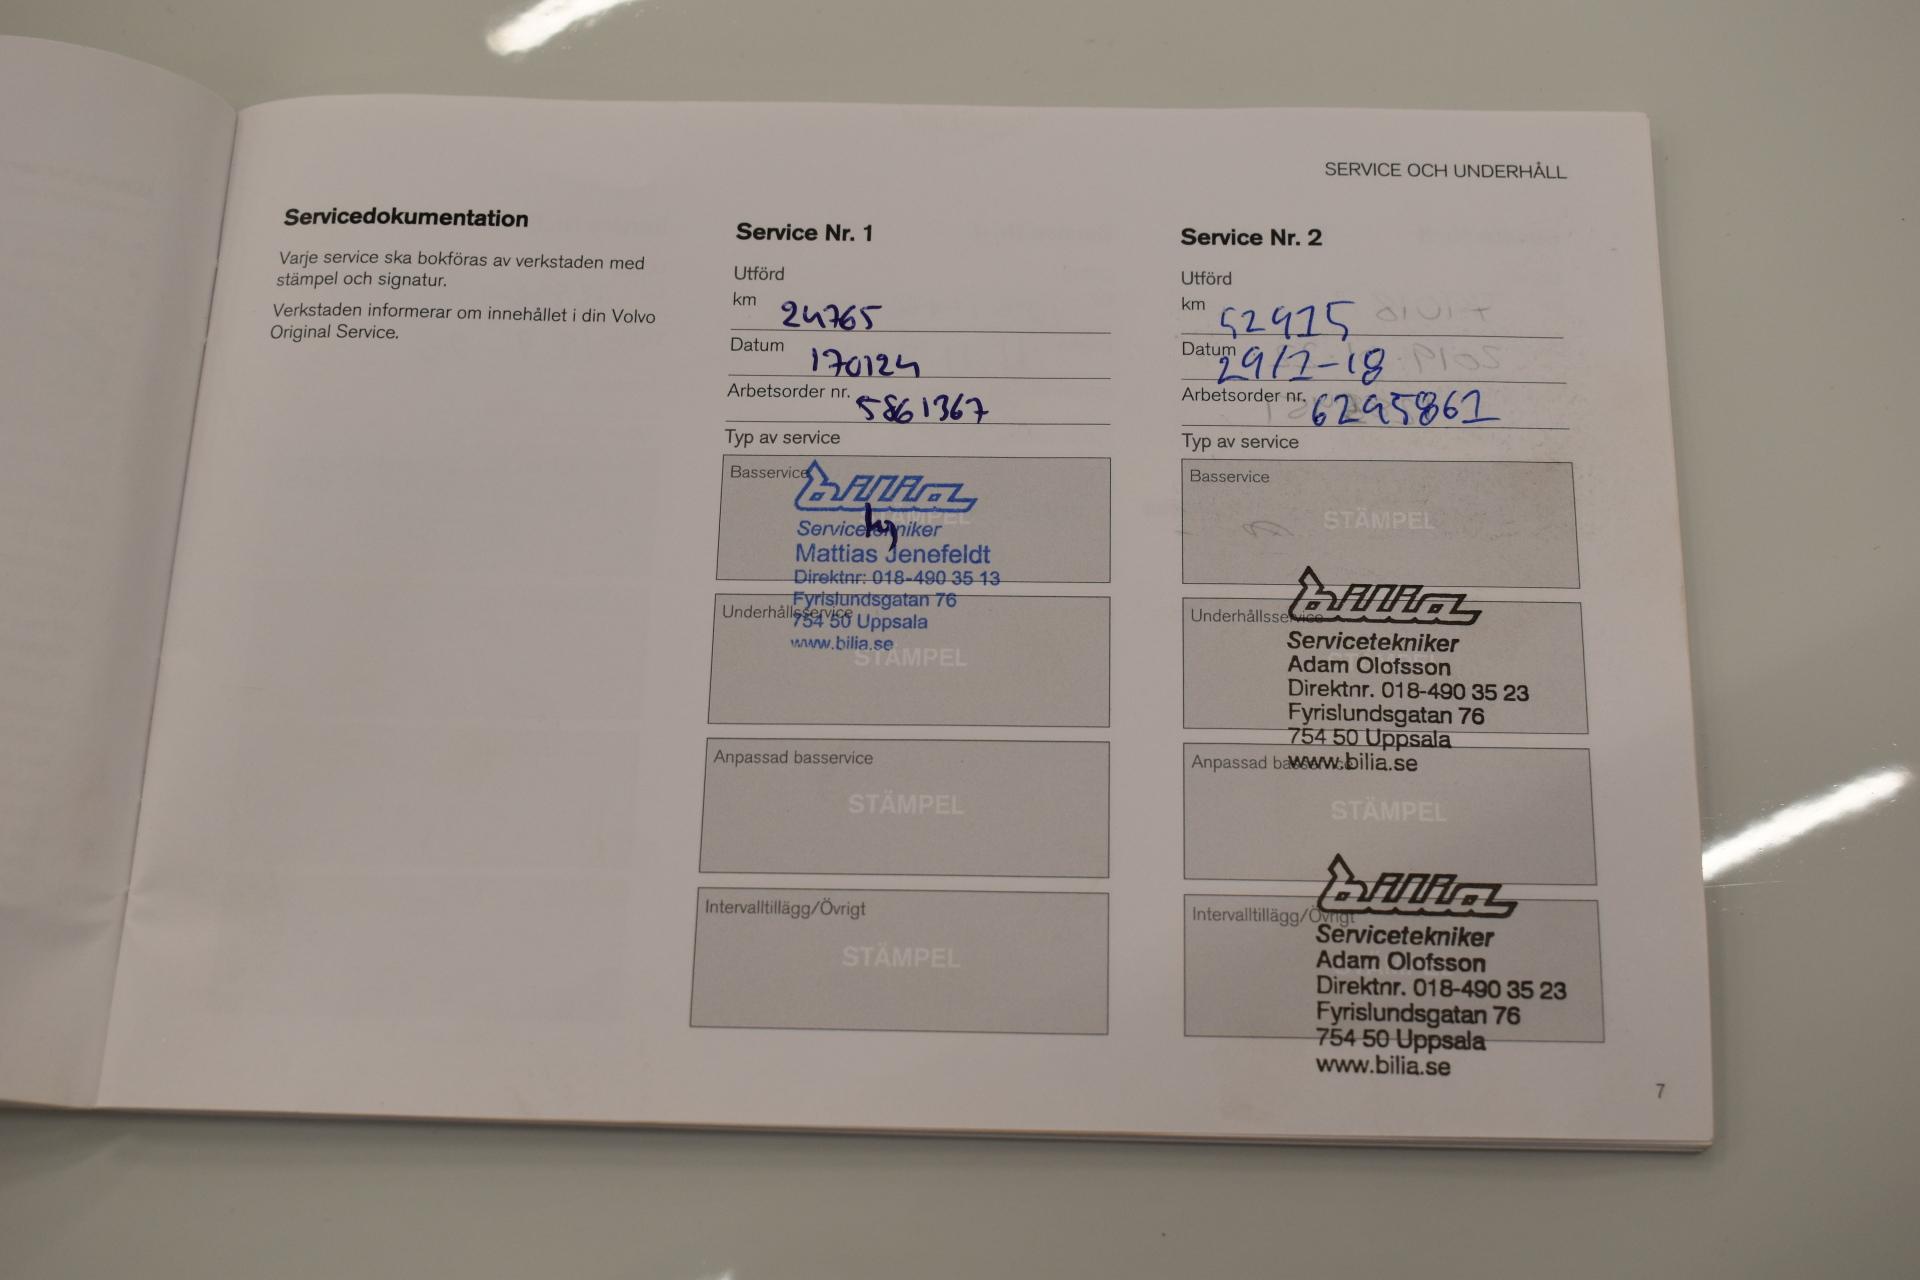 SERVICE OCH UNDERHÅLL
Servicedokumentation
Varje service ska bokföras av verkstaden med
stämpel och signatur.
Verkstaden informerar om innehållet i din Volvo
Original Service.
Service Nr. 1
Utförd
km 24765
Datum 170124
Arbetsorder nr. 5861367
Typ av service
Basservice
STÄMPEL
bilia
Servicetekniker
Mattias Jenefeldt
Direktnr: 018-490 35 13
Fyrislundsgatan 76
Underhållsservice
754 50 Uppsala
www.bilia.se
STÄMPEL
Anpassad basservice
STÄMPEL
Intervalltillägg/Övrigt
STÄMPEL
Service Nr. 2
Utförd
km 52915
Datum 29/1-18
Arbetsorder nr. 6295861
Typ av service
Basservice
STÄMPEL
bilia
Underhållsservice
Servicetekniker
Adam Olofsson
Direktnr. 018-490 35 23
Fyrislundsgatan 76
754 50 Uppsala
Anpassad basservice
www.bilia.se
STÄMPEL
bilia
Intervalltillägg/Övrigt
Servicetekniker
Adam Olofsson
Direktnr. 018-490 35 23
Fyrislundsgatan 76
754 50 Uppsala
www.bilia.se
7